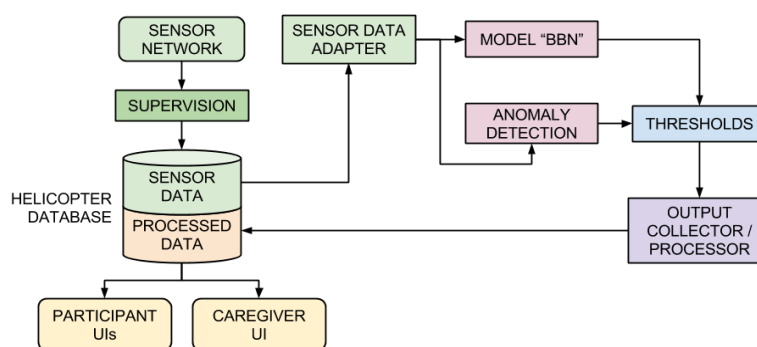 SENSOR
NETWORK
SUPERVISION
HELICOPTER
DATABASE
SENSOR
DATA
PROCESSED
DATA
PARTICIPANT
UIs
CAREGIVER
UI
SENSOR DATA
ADAPTER
MODEL “BBN”
ANOMALY
DETECTION
THRESHOLDS
OUTPUT
COLLECTOR /
PROCESSOR